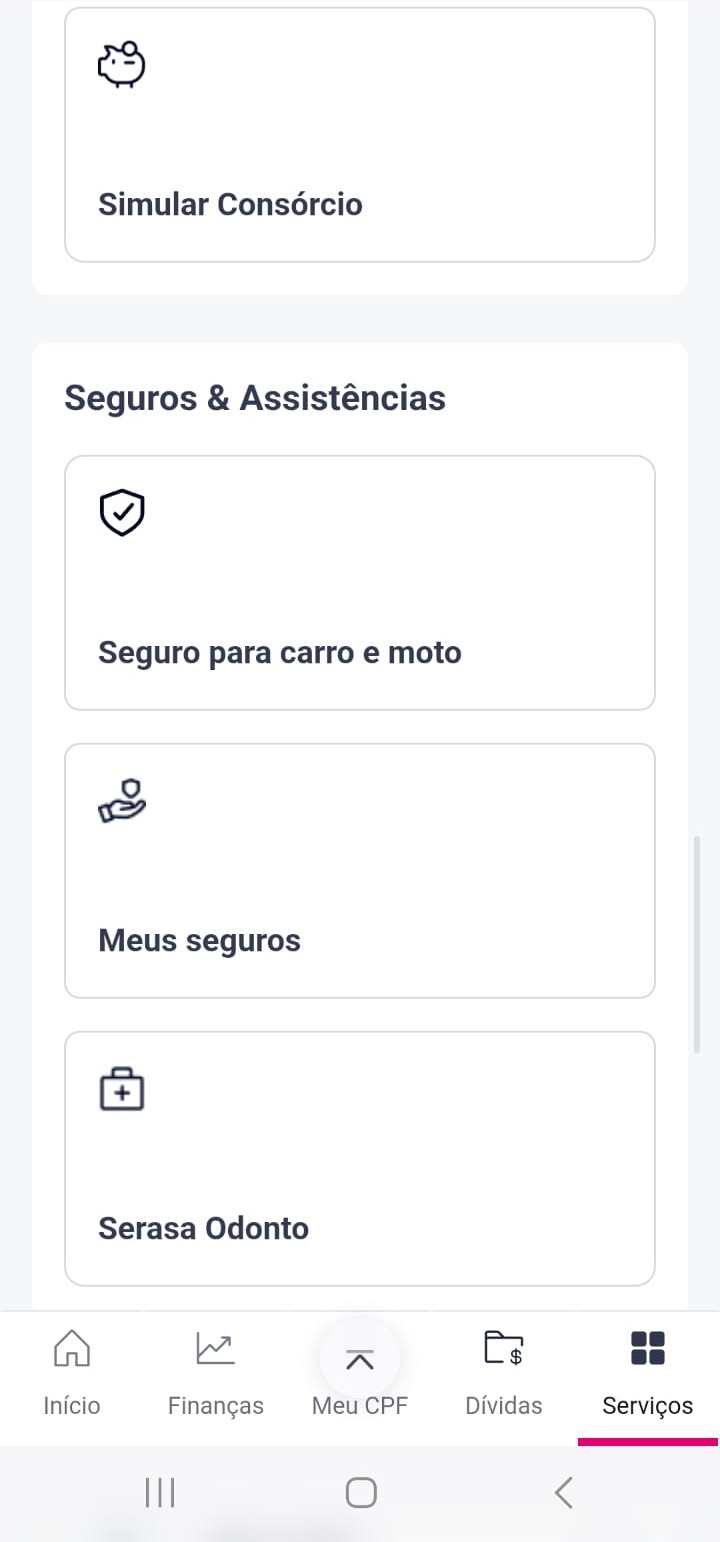 Simular Consórcio
Seguros & Assistências
Seguro para carro e moto
Meus seguros
Serasa Odonto
Início
Finanças
Meu CPF
Dívidas
Serviços